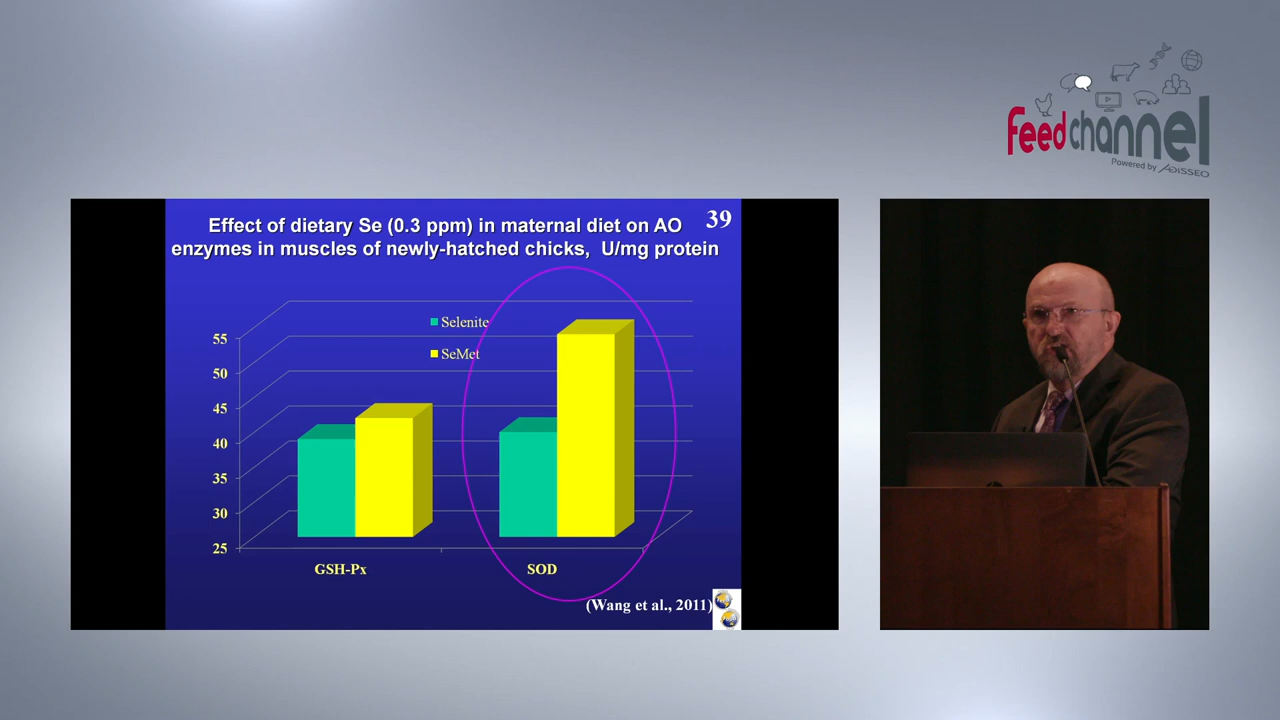 feedchannel
Powered by ADISSEO
Effect of dietary Se (0.3 ppm) in maternal diet on AO
enzymes in muscles of newly-hatched chicks, U/mg protein
39
Selenite
SeMet
55
50
45
40
35
30
25
GSH-Px
SOD
(Wang et al., 2011)